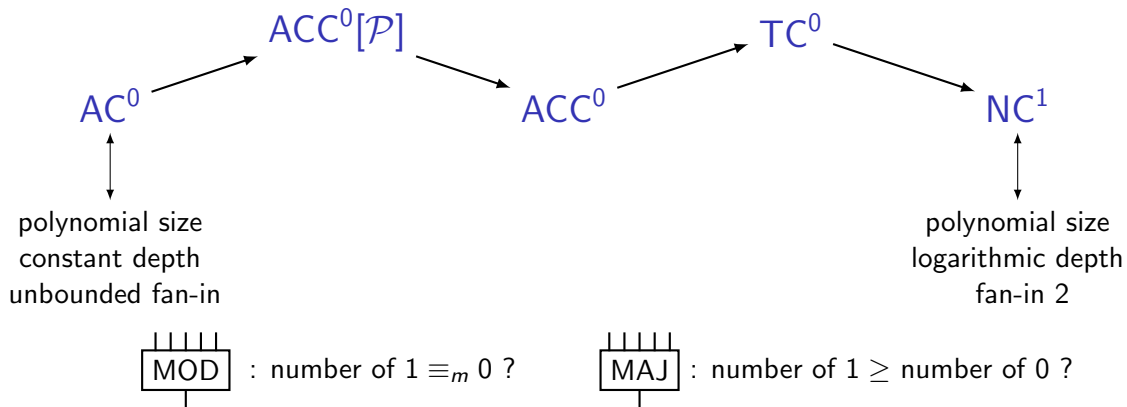 ACC⁰[𝒫]
TC⁰
AC⁰
ACC⁰
NC¹
polynomial size
constant depth
unbounded fan-in
polynomial size
logarithmic depth
fan-in 2
MOD : number of 1 ≡ₘ 0 ?
MAJ : number of 1 ≥ number of 0 ?